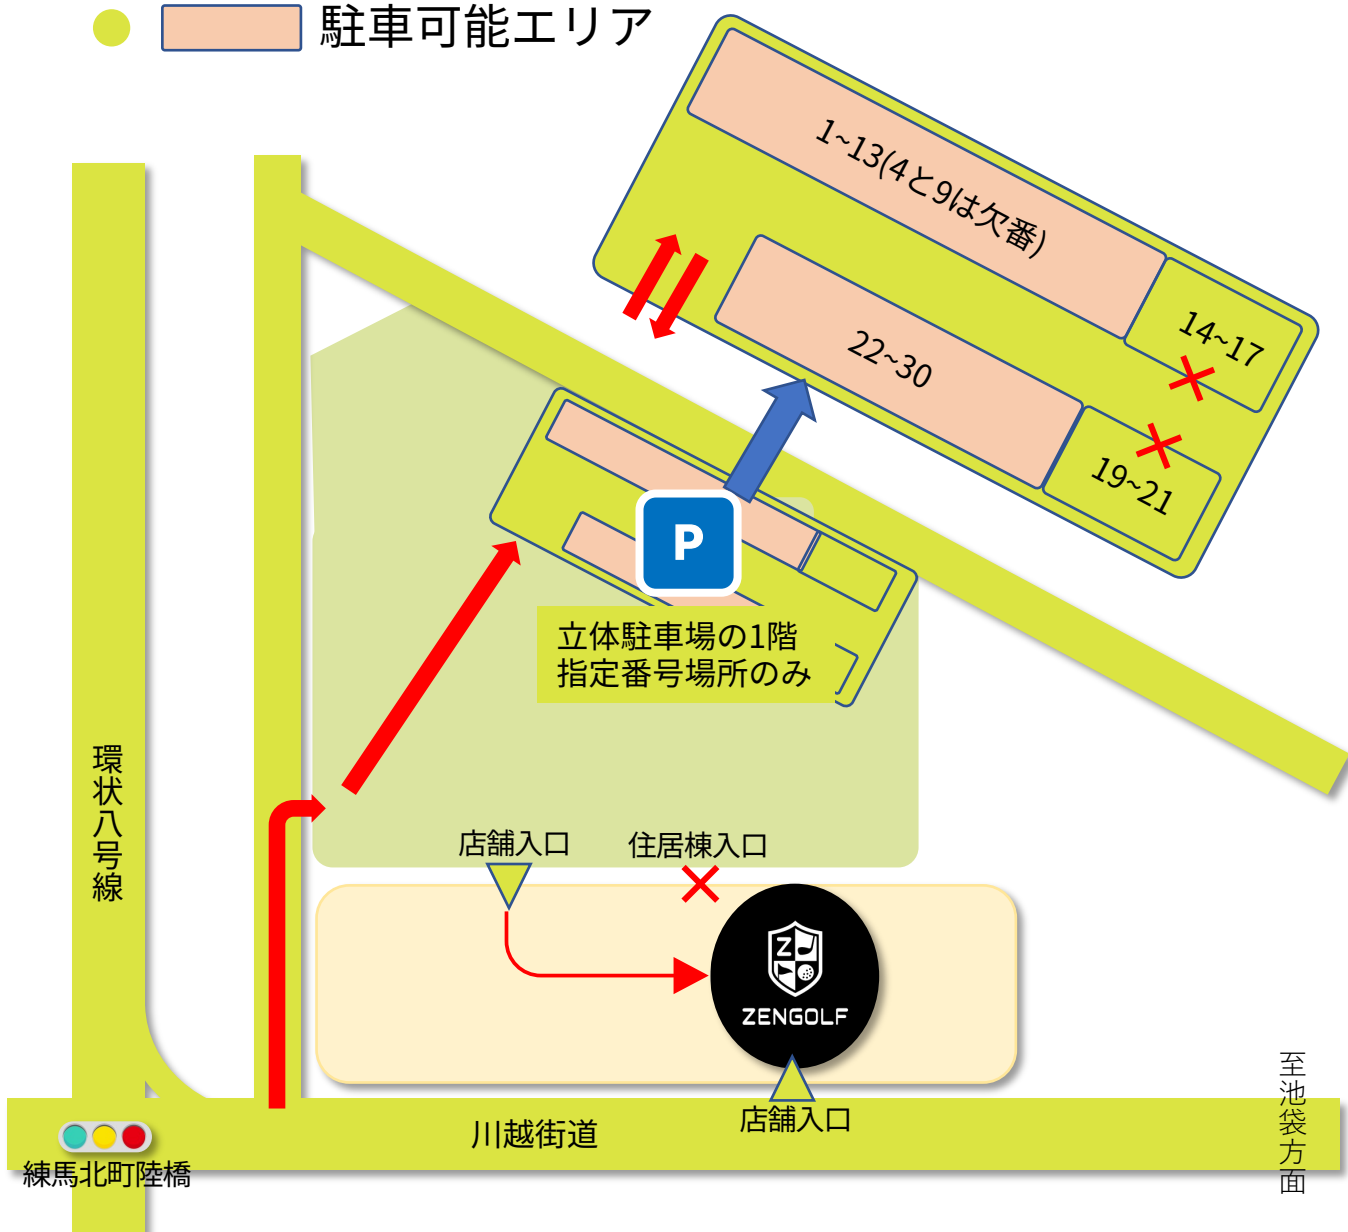 駐車可能エリア
1~13(4と9は欠番)
14~17
22~30
19~21
P
立体駐車場の1階
指定番号場所のみ
環状八号線
店舗入口
住居棟入口
Z
ZENGOLF
至池袋方面
店舗入口
川越街道
練馬北町陸橋